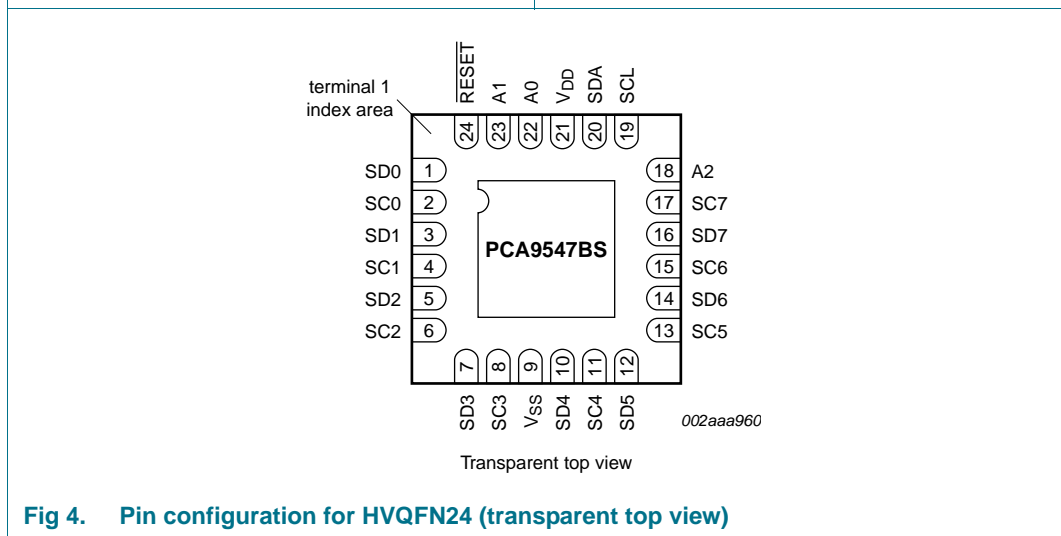 terminal 1
index area
RESET
A1
A0
VDD
SDA
SCL
24
23
22
21
20
19
SD0 1
SC0 2
SD1 3
SC1 4
SD2 5
SC2 6
18 A2
17 SC7
16 SD7
15 SC6
14 SD6
13 SC5
PCA9547BS
7
8
9
10
11
12
SD3
SC3
VSS
SD4
SC4
SD5
002aaa960
Transparent top view
Fig 4. Pin configuration for HVQFN24 (transparent top view)